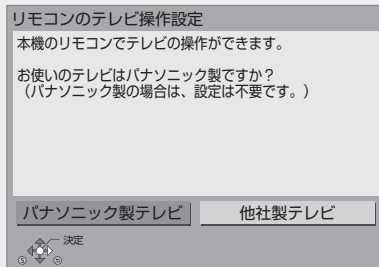 リモコンのテレビ操作設定
本機のリモコンでテレビの操作ができます。
お使いのテレビはパナソニック製ですか？
（パナソニック製の場合は、設定は不要です。）
パナソニック製テレビ　他社製テレビ
決定